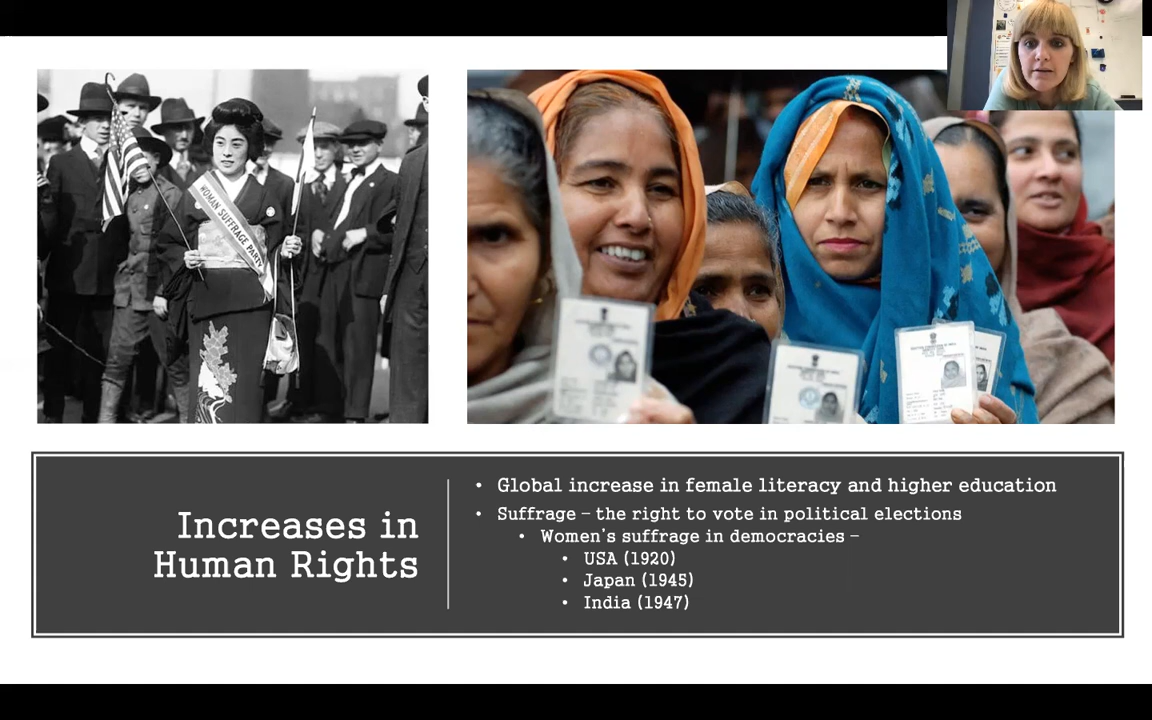 WOMAN SUFFRAGE PARTY
Increases in
Human Rights
• Global increase in female literacy and higher education
• Suffrage – the right to vote in political elections
• Women's suffrage in democracies –
• USA (1920)
• Japan (1945)
• India (1947)